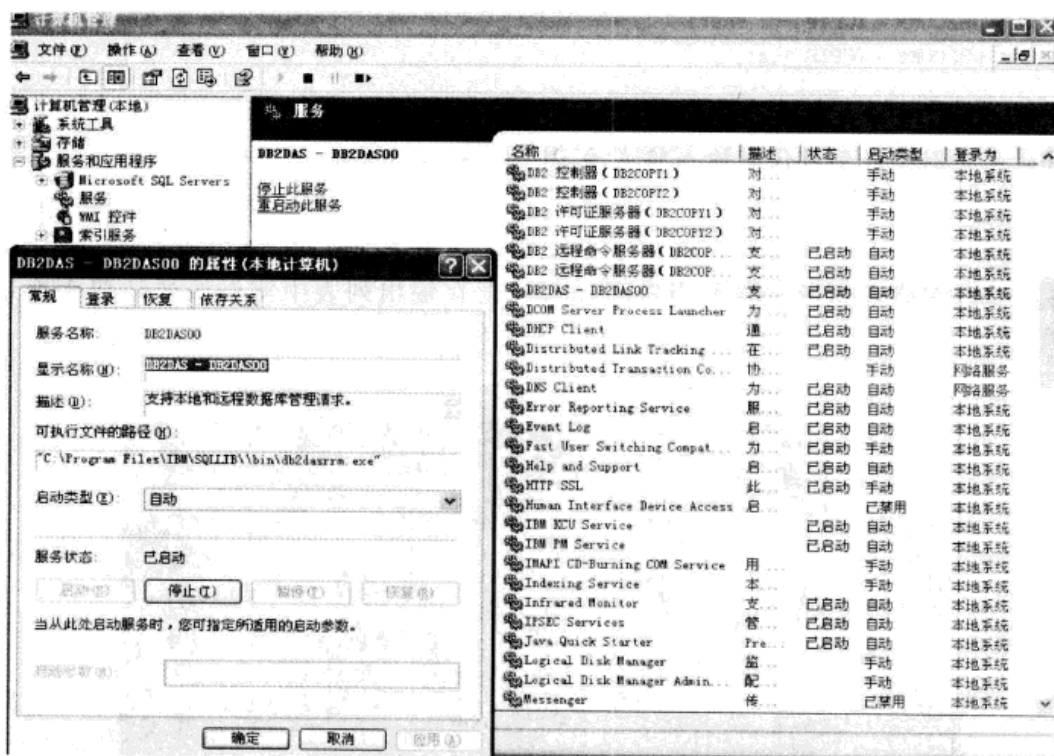 计算机管理
文件(F) 操作(A) 查看(V) 窗口(W) 帮助(H)
计算机管理(本地)
系统工具
存储
服务和应用程序
Microsoft SQL Servers
服务
WMI 控件
索引服务
服务
DB2DAS - DB2DAS00
停止此服务
重启动此服务
名称 描述 状态 启动类型 登录为
DB2 控制器(DB2COPY1) 对... 手动 本地系统
DB2 控制器(DB2COPY2) 对... 手动 本地系统
DB2 许可证服务器(DB2COPY1) 对... 手动 本地系统
DB2 许可证服务器(DB2COPY2) 对... 手动 本地系统
DB2 远程命令服务器(DB2COP... 支... 已启动 自动 本地系统
DB2 远程命令服务器(DB2COP... 支... 已启动 自动 本地系统
DB2DAS - DB2DAS00 支... 已启动 自动 本地系统
DCOM Server Process Launcher 为... 已启动 自动 本地系统
DHCP Client 通... 已启动 自动 本地系统
Distributed Link Tracking ... 在... 已启动 自动 本地系统
Distributed Transaction Co... 协... 手动 网络服务
DNS Client 为... 已启动 自动 网络服务
Error Reporting Service 服... 已启动 自动 本地系统
Event Log 启... 已启动 自动 本地系统
Fast User Switching Compat... 为... 已启动 手动 本地系统
Help and Support 启... 已启动 自动 本地系统
HTTP SSL 此... 已启动 手动 本地系统
Human Interface Device Access 启... 已禁用 本地系统
IBM KCU Service 已启动 自动 本地系统
IBM PM Service 已启动 自动 本地系统
IMAPI CD-Burning COM Service 用... 手动 本地系统
Indexing Service 本... 手动 本地系统
Infrared Monitor 支... 已启动 自动 本地系统
IPSEC Services 管... 已启动 自动 本地系统
Java Quick Starter Pre... 已启动 自动 本地系统
Logical Disk Manager 监... 手动 本地系统
Logical Disk Manager Admin... 配... 手动 本地系统
Messenger 传... 已禁用 本地系统
DB2DAS - DB2DAS00 的属性(本地计算机)
常规 登录 恢复 依存关系
服务名称: DB2DAS00
显示名称(N): DB2DAS - DB2DAS00
描述(D): 支持本地和远程数据库管理请求。
可执行文件的路径(H):
"C:\Program Files\IBM\SQLLIB\\bin\db2dasrrm.exe"
启动类型(E): 自动
服务状态: 已启动
启动(S) 停止(T) 暂停(P) 恢复(R)
当从此处启动服务时，您可指定所适用的启动参数。
启动参数(M):
确定 取消 应用(A)